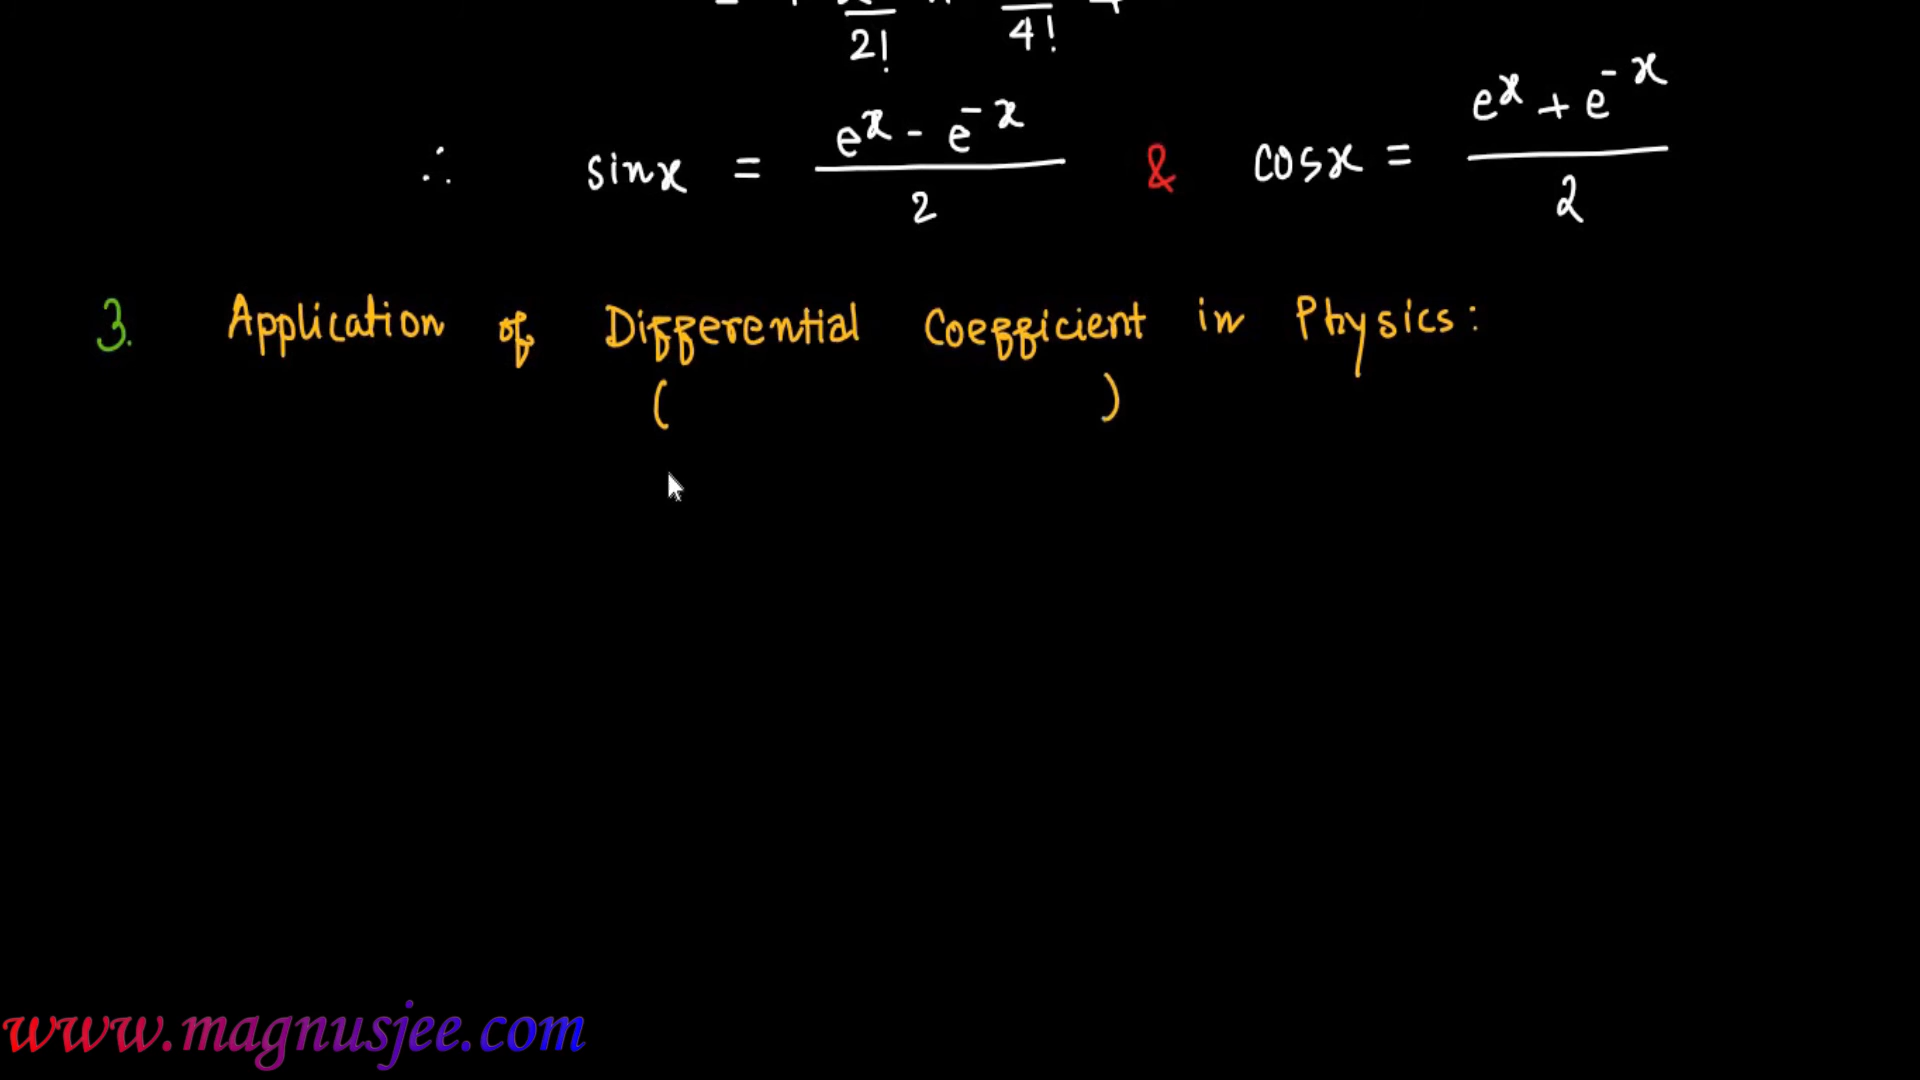 2! 4!
∴ sinx = (e^x - e^-x)/2 & cosx = (e^x + e^-x)/2
3. Application of Differential Coefficient in Physics:
( )
www.magnusjee.com